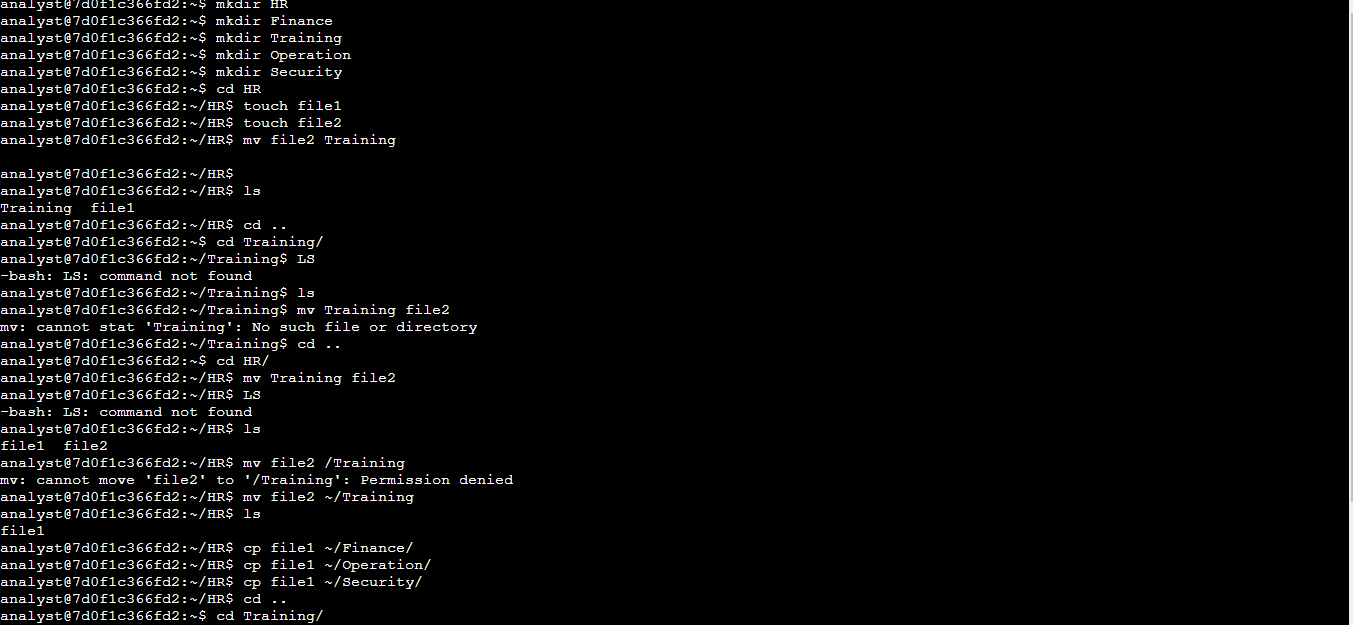 analyst@7d0f1c366fd2:~$ mkdir HR
analyst@7d0f1c366fd2:~$ mkdir Finance
analyst@7d0f1c366fd2:~$ mkdir Training
analyst@7d0f1c366fd2:~$ mkdir Operation
analyst@7d0f1c366fd2:~$ mkdir Security
analyst@7d0f1c366fd2:~$ cd HR
analyst@7d0f1c366fd2:~/HR$ touch file1
analyst@7d0f1c366fd2:~/HR$ touch file2
analyst@7d0f1c366fd2:~/HR$ mv file2 Training
analyst@7d0f1c366fd2:~/HR$
analyst@7d0f1c366fd2:~/HR$ ls
Training  file1
analyst@7d0f1c366fd2:~/HR$ cd ..
analyst@7d0f1c366fd2:~$ cd Training/
analyst@7d0f1c366fd2:~/Training$ LS
-bash: LS: command not found
analyst@7d0f1c366fd2:~/Training$ ls
analyst@7d0f1c366fd2:~/Training$ mv Training file2
mv: cannot stat 'Training': No such file or directory
analyst@7d0f1c366fd2:~/Training$ cd ..
analyst@7d0f1c366fd2:~$ cd HR/
analyst@7d0f1c366fd2:~/HR$ mv Training file2
analyst@7d0f1c366fd2:~/HR$ LS
-bash: LS: command not found
analyst@7d0f1c366fd2:~/HR$ ls
file1  file2
analyst@7d0f1c366fd2:~/HR$ mv file2 /Training
mv: cannot move 'file2' to '/Training': Permission denied
analyst@7d0f1c366fd2:~/HR$ mv file2 ~/Training
analyst@7d0f1c366fd2:~/HR$ ls
file1
analyst@7d0f1c366fd2:~/HR$ cp file1 ~/Finance/
analyst@7d0f1c366fd2:~/HR$ cp file1 ~/Operation/
analyst@7d0f1c366fd2:~/HR$ cp file1 ~/Security/
analyst@7d0f1c366fd2:~/HR$ cd ..
analyst@7d0f1c366fd2:~$ cd Training/